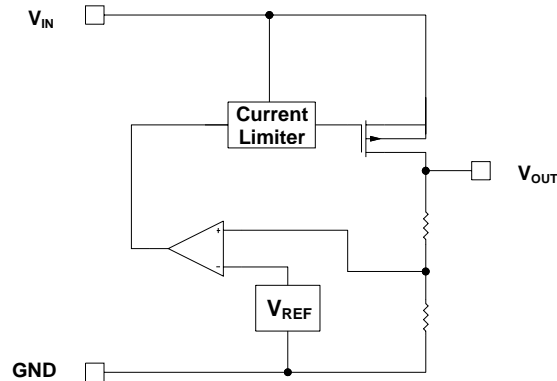 VIN
Current
Limiter
VOUT
+
−
VREF
GND